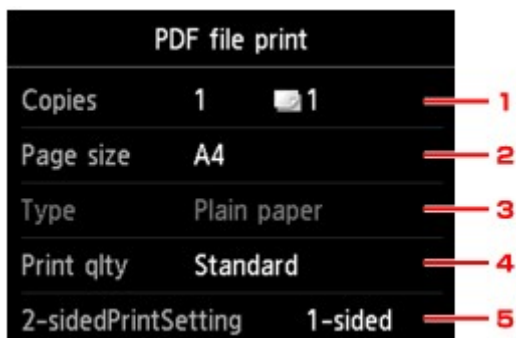 PDF file print
Copies 1 1 1
Page size A4 2
Type Plain paper 3
Print qlty Standard 4
2-sidedPrintSetting 1-sided 5